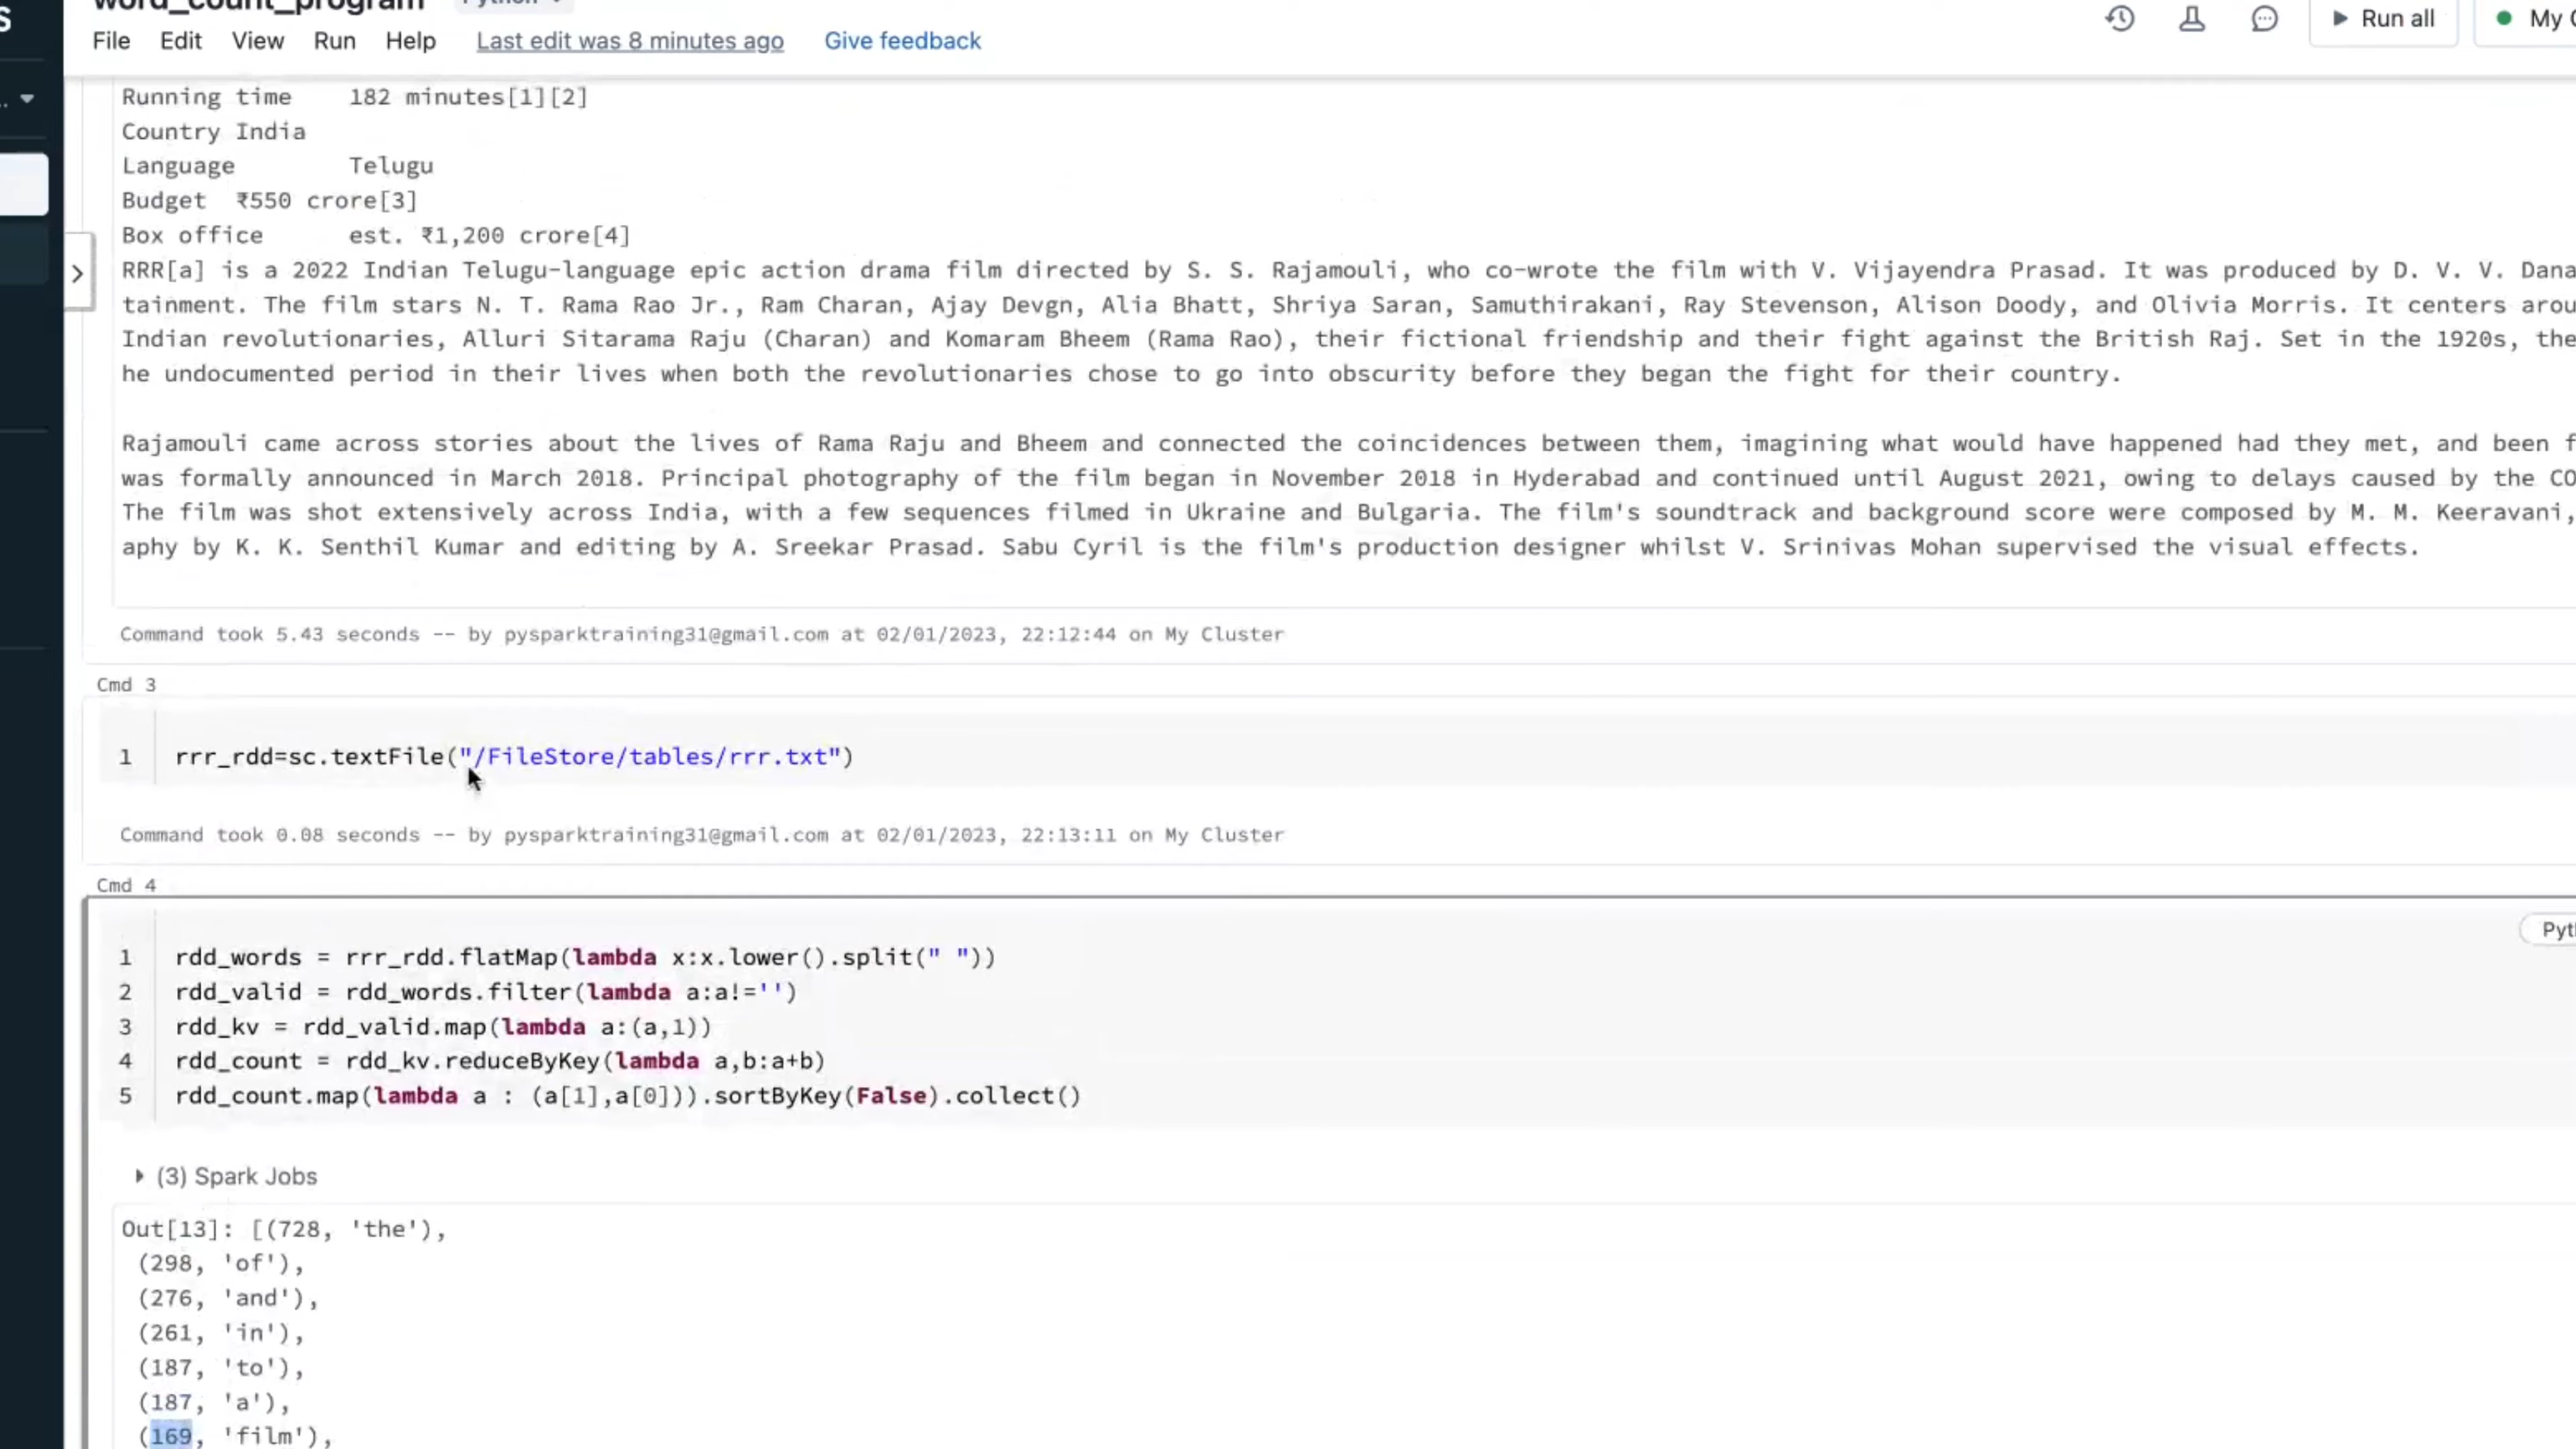 word_count_program Python
File Edit View Run Help Last edit was 8 minutes ago Give feedback Run all My
Running time 182 minutes[1][2]
Country India
Language Telugu
Budget ₹550 crore[3]
Box office est. ₹1,200 crore[4]
RRR[a] is a 2022 Indian Telugu-language epic action drama film directed by S. S. Rajamouli, who co-wrote the film with V. Vijayendra Prasad. It was produced by D. V. V. Dana
tainment. The film stars N. T. Rama Rao Jr., Ram Charan, Ajay Devgn, Alia Bhatt, Shriya Saran, Samuthirakani, Ray Stevenson, Alison Doody, and Olivia Morris. It centers arou
Indian revolutionaries, Alluri Sitarama Raju (Charan) and Komaram Bheem (Rama Rao), their fictional friendship and their fight against the British Raj. Set in the 1920s, the
he undocumented period in their lives when both the revolutionaries chose to go into obscurity before they began the fight for their country.
Rajamouli came across stories about the lives of Rama Raju and Bheem and connected the coincidences between them, imagining what would have happened had they met, and been f
was formally announced in March 2018. Principal photography of the film began in November 2018 in Hyderabad and continued until August 2021, owing to delays caused by the CO
The film was shot extensively across India, with a few sequences filmed in Ukraine and Bulgaria. The film's soundtrack and background score were composed by M. M. Keeravani,
aphy by K. K. Senthil Kumar and editing by A. Sreekar Prasad. Sabu Cyril is the film's production designer whilst V. Srinivas Mohan supervised the visual effects.
Command took 5.43 seconds -- by pysparktraining31@gmail.com at 02/01/2023, 22:12:44 on My Cluster
Cmd 3
1 rrr_rdd=sc.textFile("/FileStore/tables/rrr.txt")
Command took 0.08 seconds -- by pysparktraining31@gmail.com at 02/01/2023, 22:13:11 on My Cluster
Cmd 4
Pyt
1 rdd_words = rrr_rdd.flatMap(lambda x:x.lower().split(" "))
2 rdd_valid = rdd_words.filter(lambda a:a!='')
3 rdd_kv = rdd_valid.map(lambda a:(a,1))
4 rdd_count = rdd_kv.reduceByKey(lambda a,b:a+b)
5 rdd_count.map(lambda a : (a[1],a[0])).sortByKey(False).collect()
(3) Spark Jobs
Out[13]: [(728, 'the'),
(298, 'of'),
(276, 'and'),
(261, 'in'),
(187, 'to'),
(187, 'a'),
(169, 'film'),